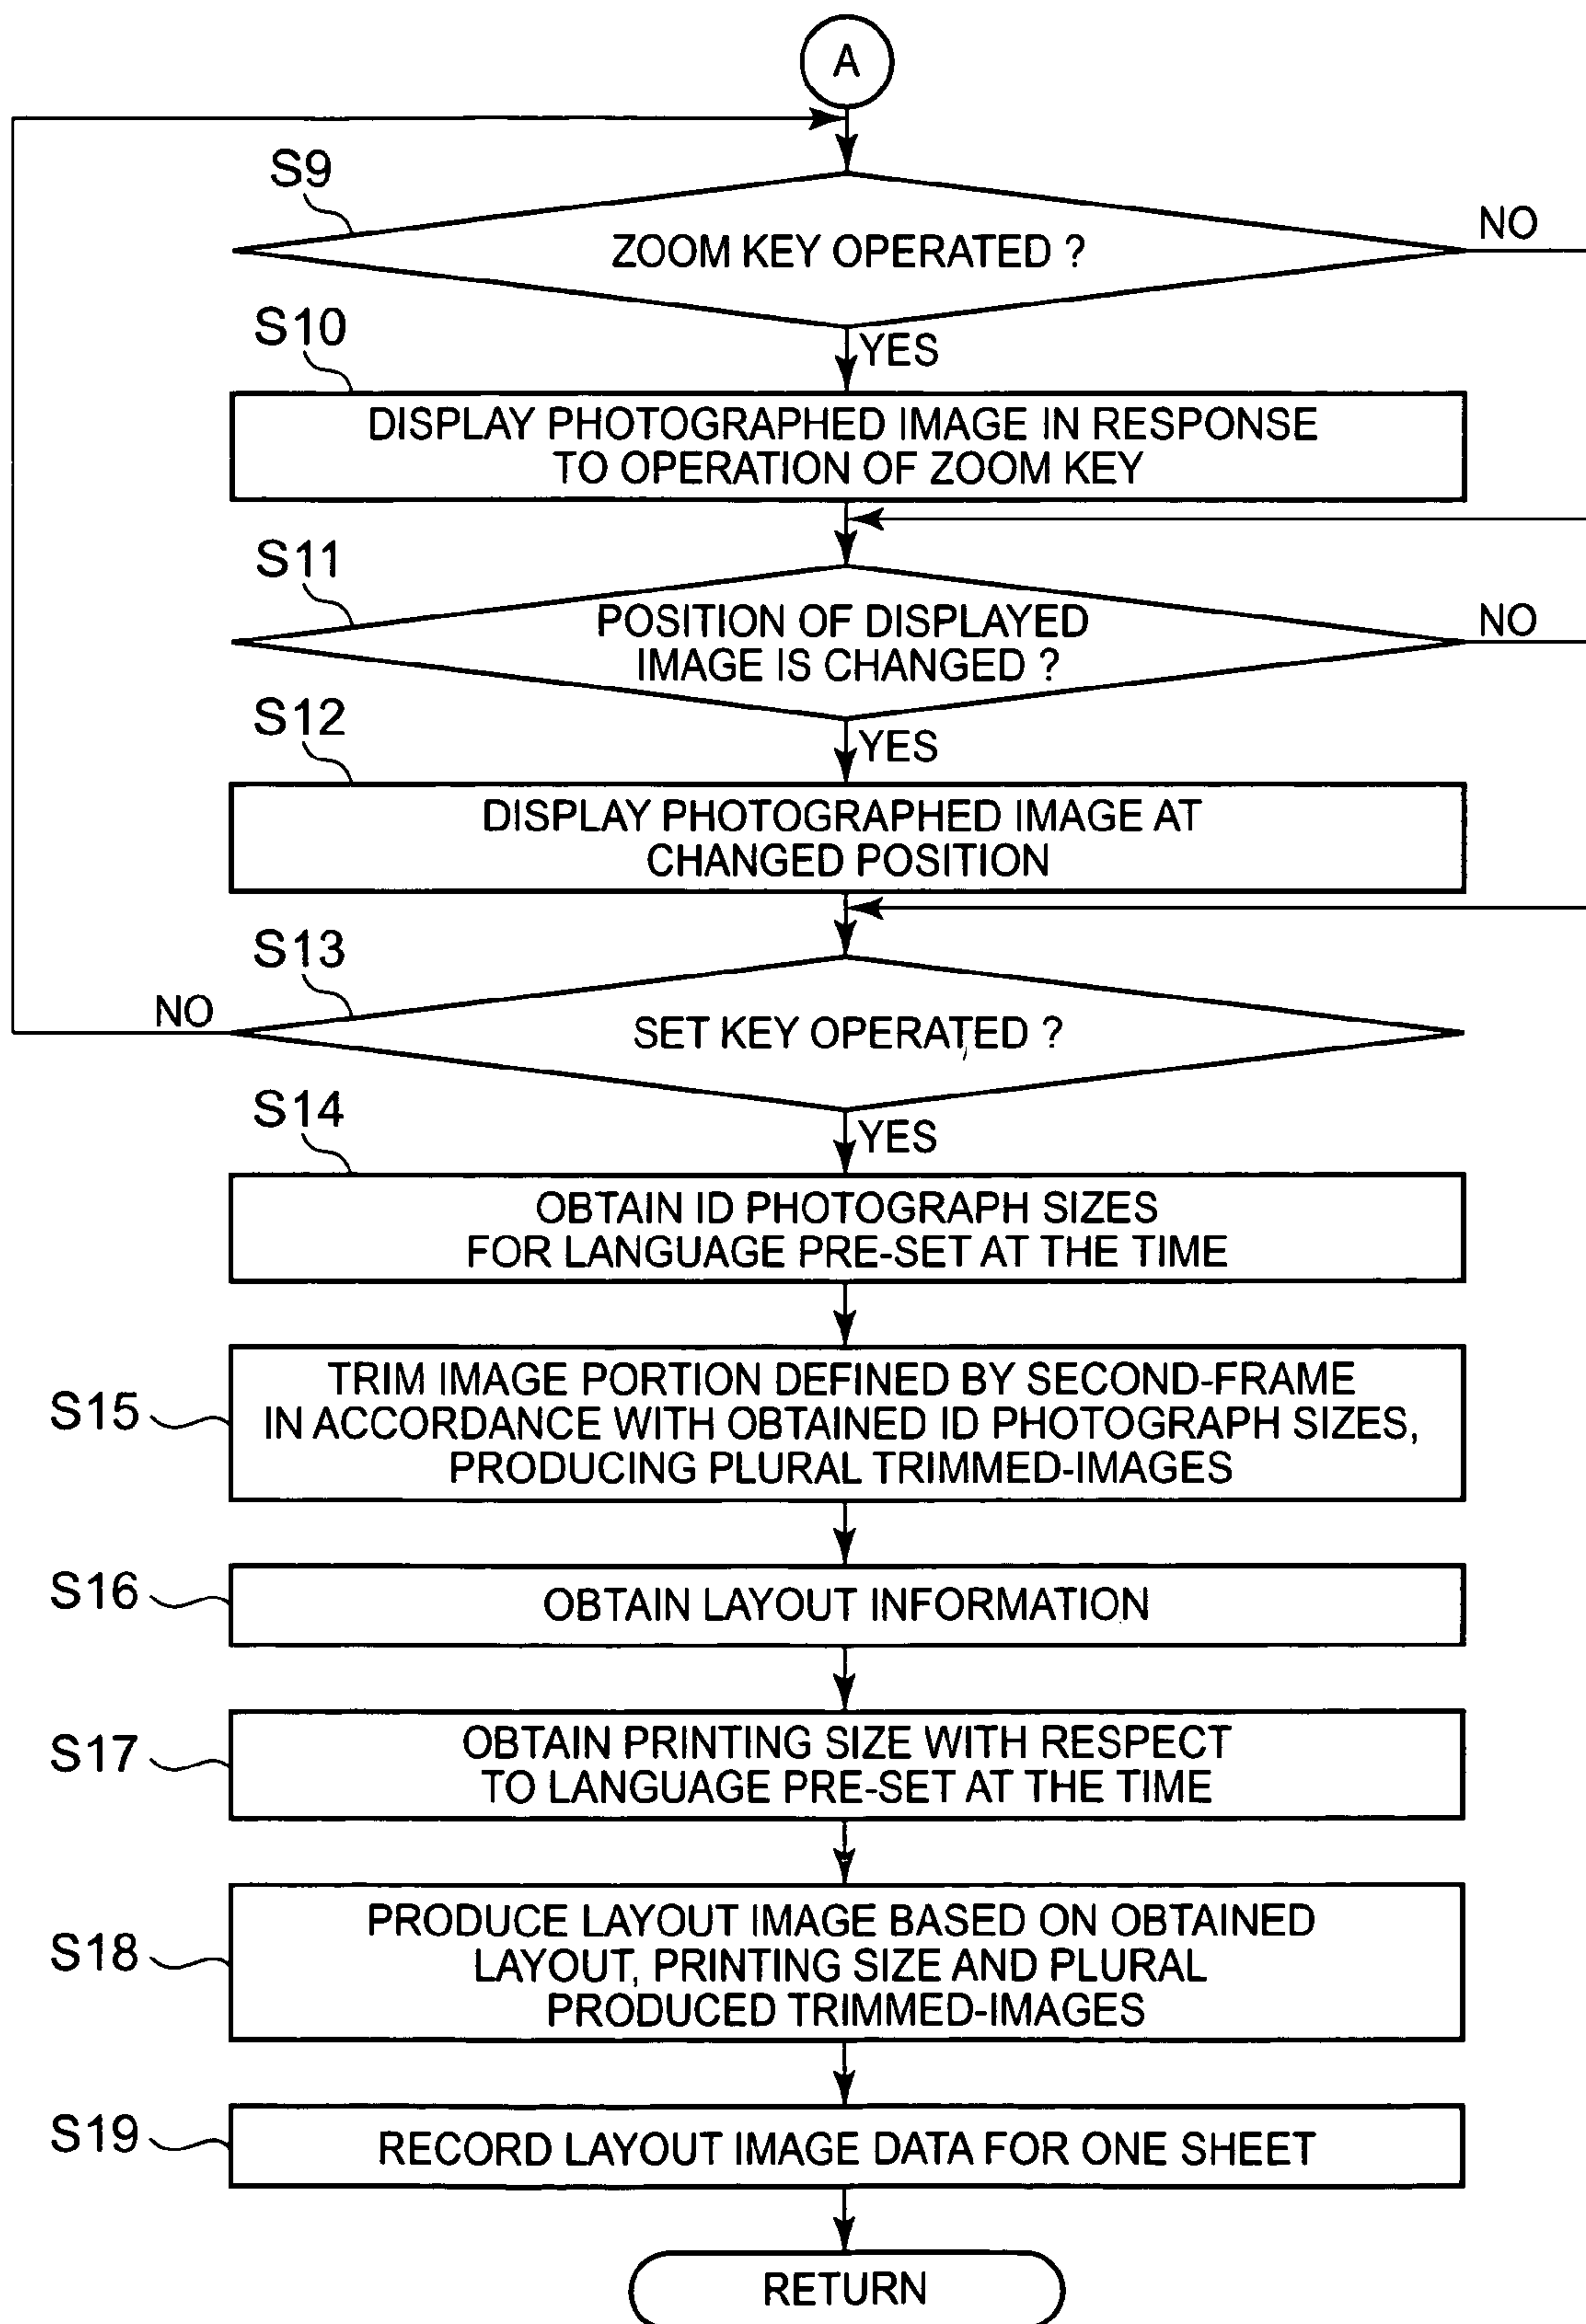 A
S9
ZOOM KEY OPERATED ?
NO
YES
S10
DISPLAY PHOTOGRAPHED IMAGE IN RESPONSE
TO OPERATION OF ZOOM KEY
S11
POSITION OF DISPLAYED
IMAGE IS CHANGED ?
NO
YES
S12
DISPLAY PHOTOGRAPHED IMAGE AT
CHANGED POSITION
S13
NO
SET KEY OPERATED ?
YES
S14
OBTAIN ID PHOTOGRAPH SIZES
FOR LANGUAGE PRE-SET AT THE TIME
S15
TRIM IMAGE PORTION DEFINED BY SECOND-FRAME
IN ACCORDANCE WITH OBTAINED ID PHOTOGRAPH SIZES,
PRODUCING PLURAL TRIMMED-IMAGES
S16
OBTAIN LAYOUT INFORMATION
S17
OBTAIN PRINTING SIZE WITH RESPECT
TO LANGUAGE PRE-SET AT THE TIME
S18
PRODUCE LAYOUT IMAGE BASED ON OBTAINED
LAYOUT, PRINTING SIZE AND PLURAL
PRODUCED TRIMMED-IMAGES
S19
RECORD LAYOUT IMAGE DATA FOR ONE SHEET
RETURN